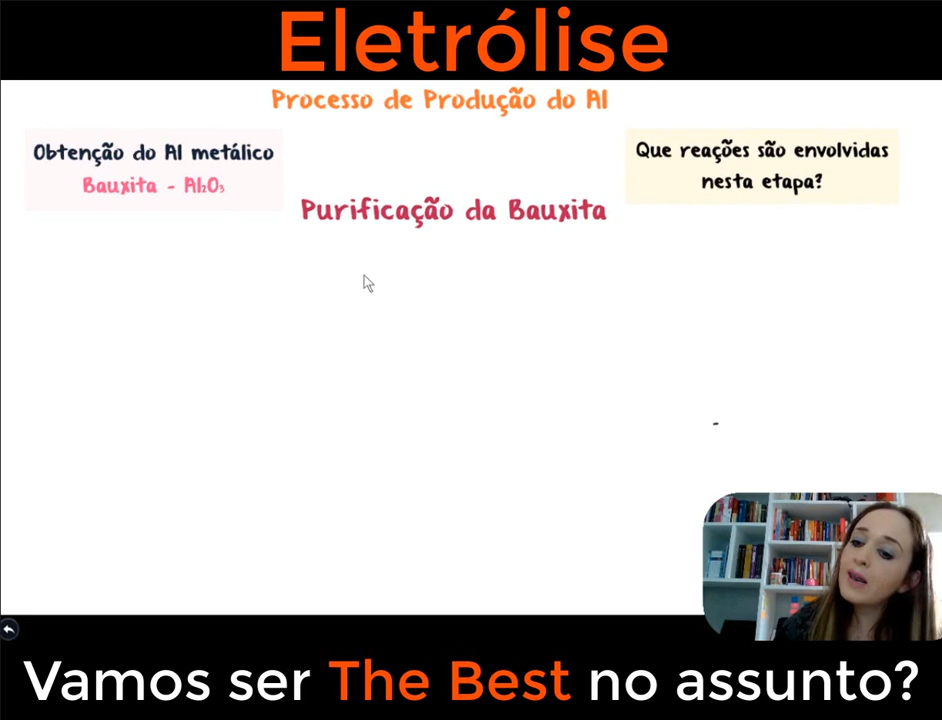 Eletrólise
Processo de Produção do Al
Obtenção do Al metálico
Bauxita - Al₂O₃
Que reações são envolvidas
nesta etapa?
Purificação da Bauxita
Vamos ser The Best no assunto?